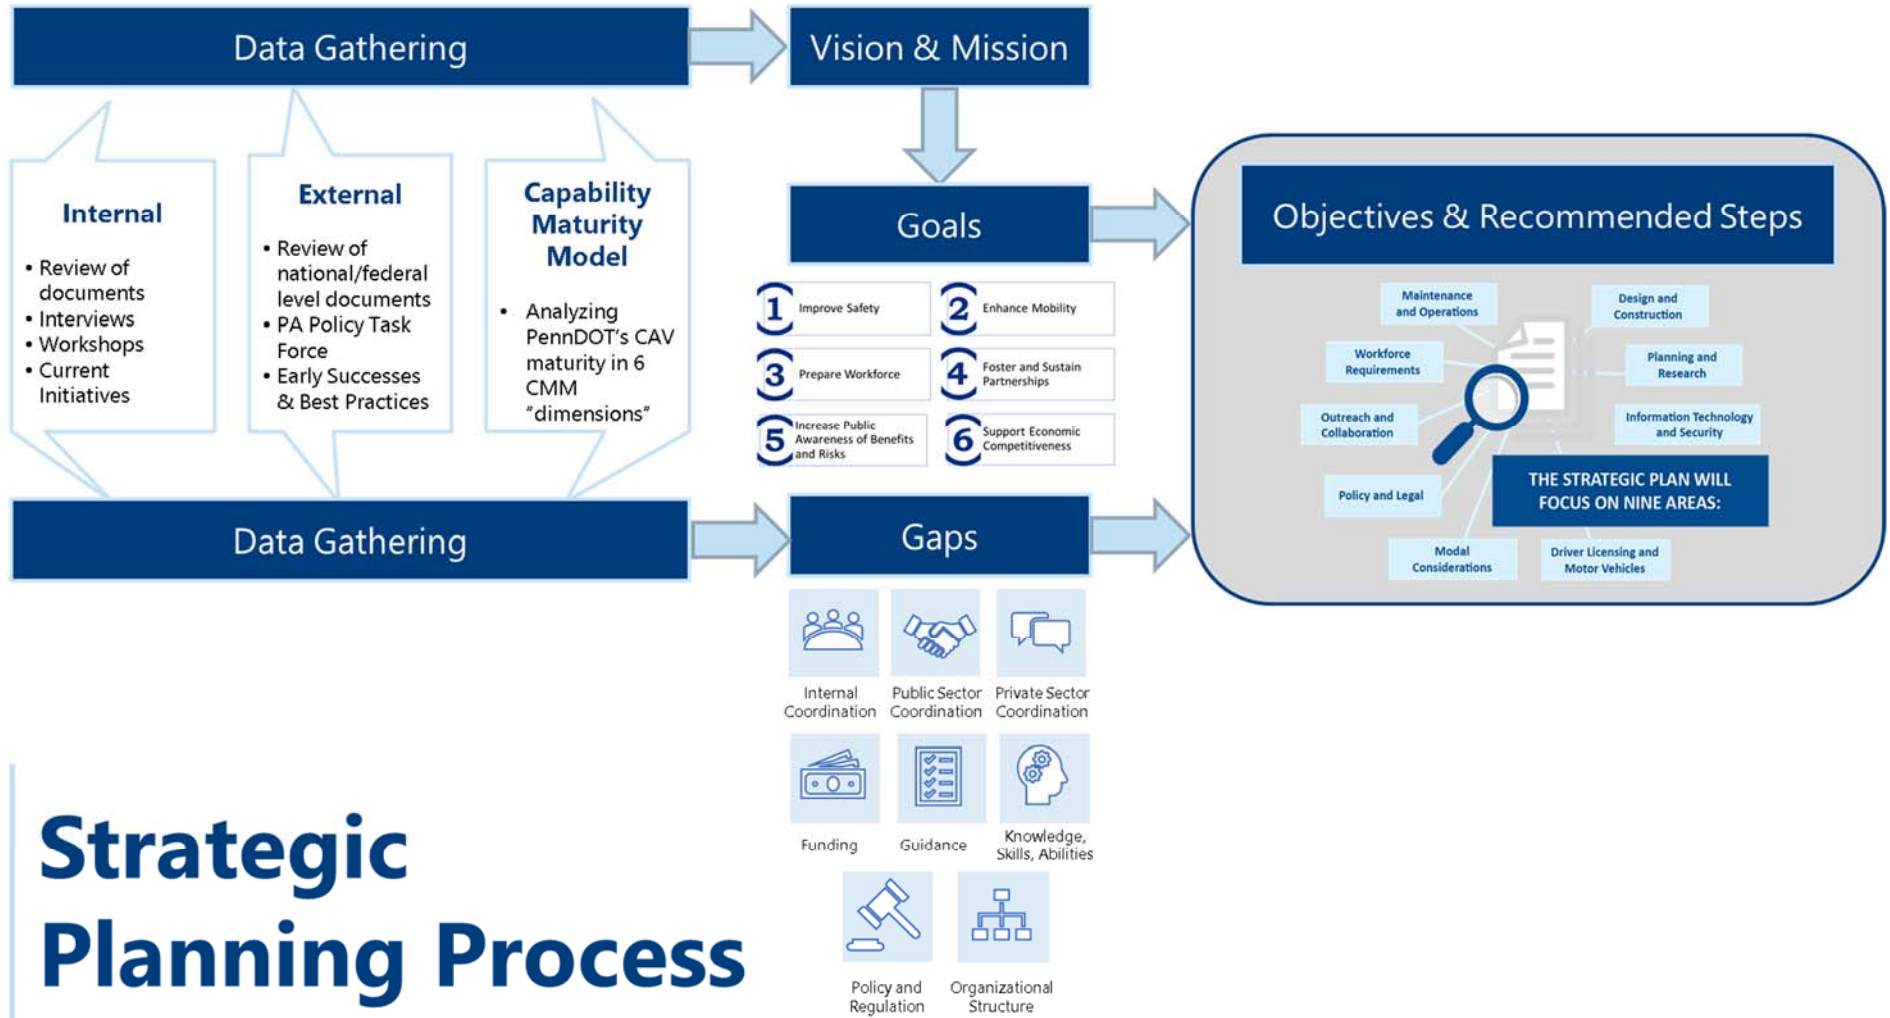 Data Gathering
Vision & Mission
Internal
• Review of
documents
• Interviews
• Workshops
• Current
Initiatives
External
• Review of
national/federal
level documents
• PA Policy Task
Force
• Early Successes
& Best Practices
Capability
Maturity
Model
• Analyzing
PennDOT's CAV
maturity in 6
CMM
"dimensions"
Goals
1 Improve Safety
2 Enhance Mobility
3 Prepare Workforce
4 Foster and Sustain
Partnerships
5 Increase Public
Awareness of Benefits
and Risks
6 Support Economic
Competitiveness
Objectives & Recommended Steps
Maintenance
and Operations
Design and
Construction
Workforce
Requirements
Planning and
Research
Outreach and
Collaboration
Information Technology
and Security
Policy and Legal
THE STRATEGIC PLAN WILL
FOCUS ON NINE AREAS:
Modal
Considerations
Driver Licensing and
Motor Vehicles
Data Gathering
Gaps
Internal
Coordination
Public Sector
Coordination
Private Sector
Coordination
Funding
Guidance
Knowledge,
Skills, Abilities
Policy and
Regulation
Organizational
Structure
Strategic
Planning Process